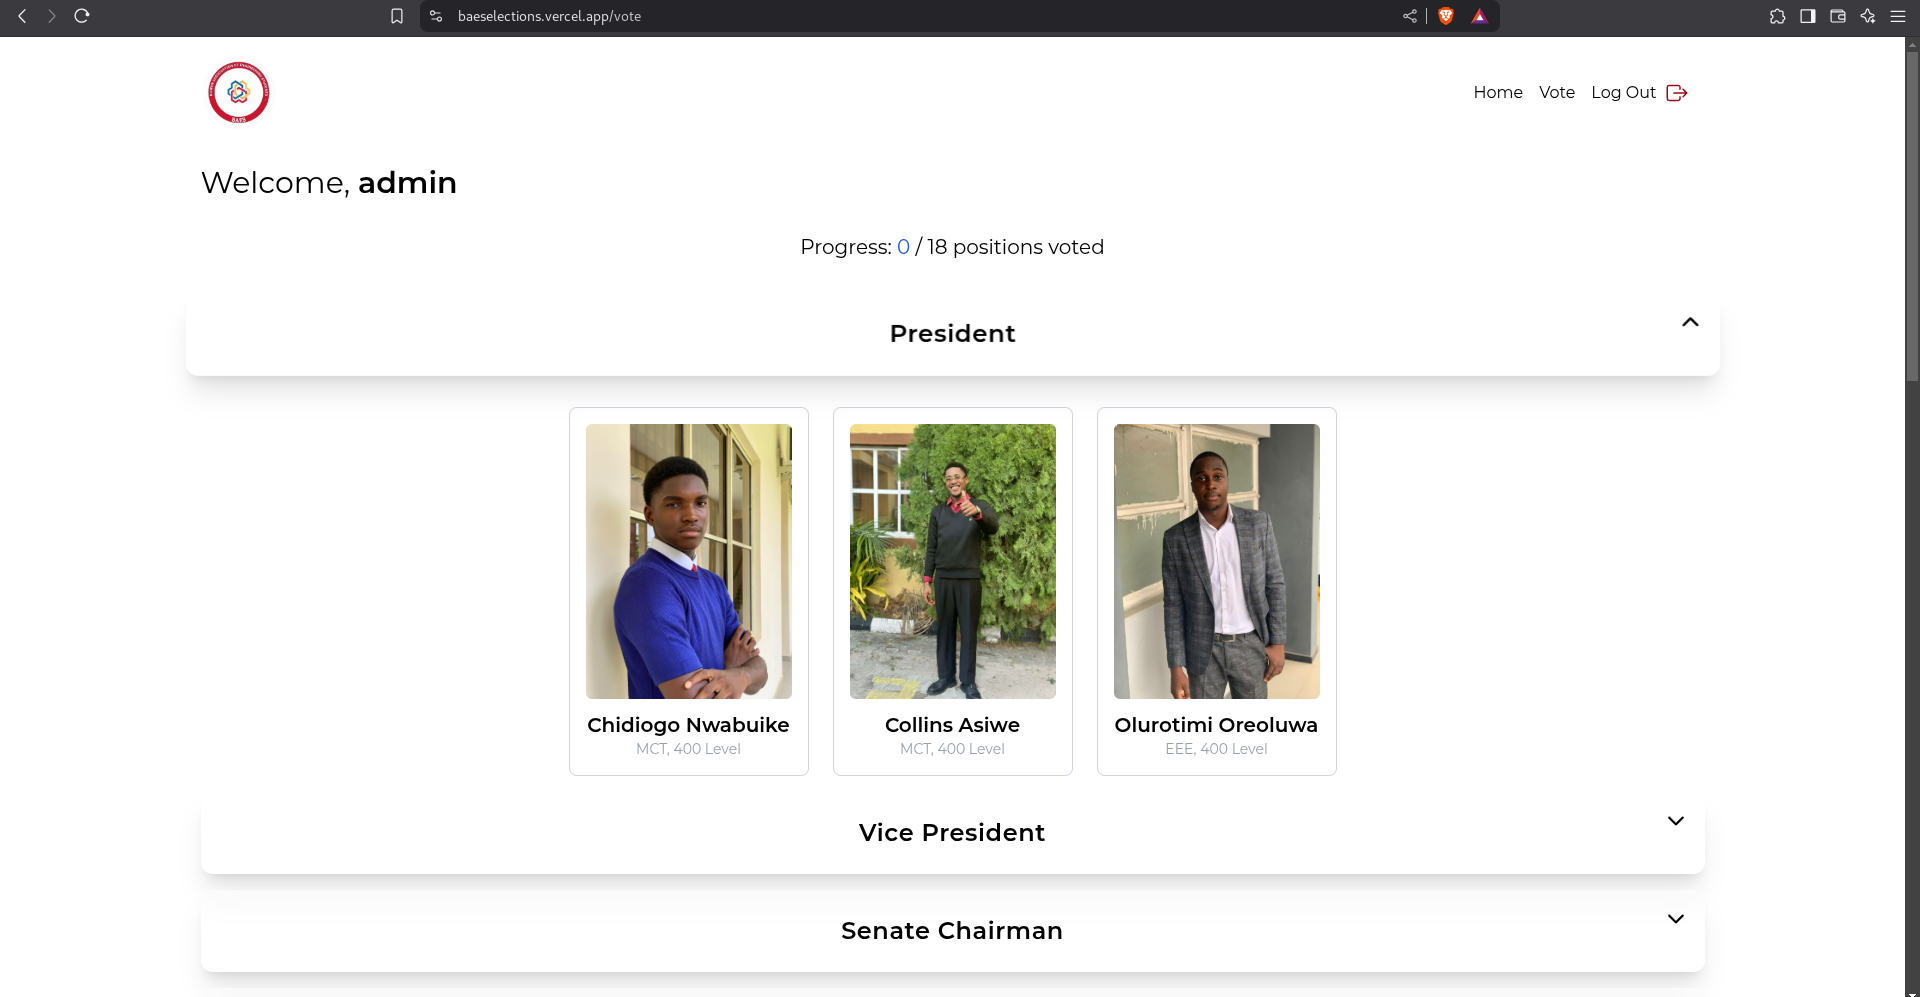 baeselections.vercel.app/vote
BAES
Home Vote Log Out
Welcome, admin
Progress: 0 / 18 positions voted
President
Chidiogo Nwabuike
MCT, 400 Level
Collins Asiwe
MCT, 400 Level
Olurotimi Oreoluwa
EEE, 400 Level
Vice President
Senate Chairman